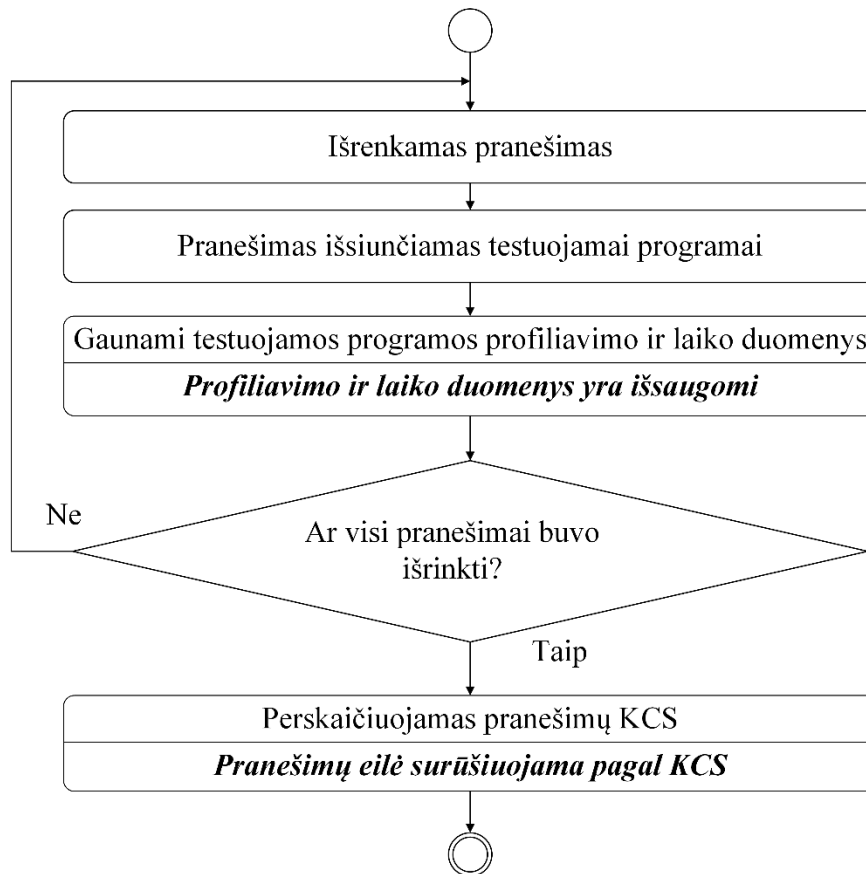 Išrenkamas pranešimas
Pranešimas išsiunčiamas testuojamai programai
Gaunami testuojamos programos profiliavimo ir laiko duomenys
Profiliavimo ir laiko duomenys yra išsaugomi
Ne
Ar visi pranešimai buvo
išrinkti?
Taip
Perskaičiuojamas pranešimų KCS
Pranešimų eilė surūšiuojama pagal KCS